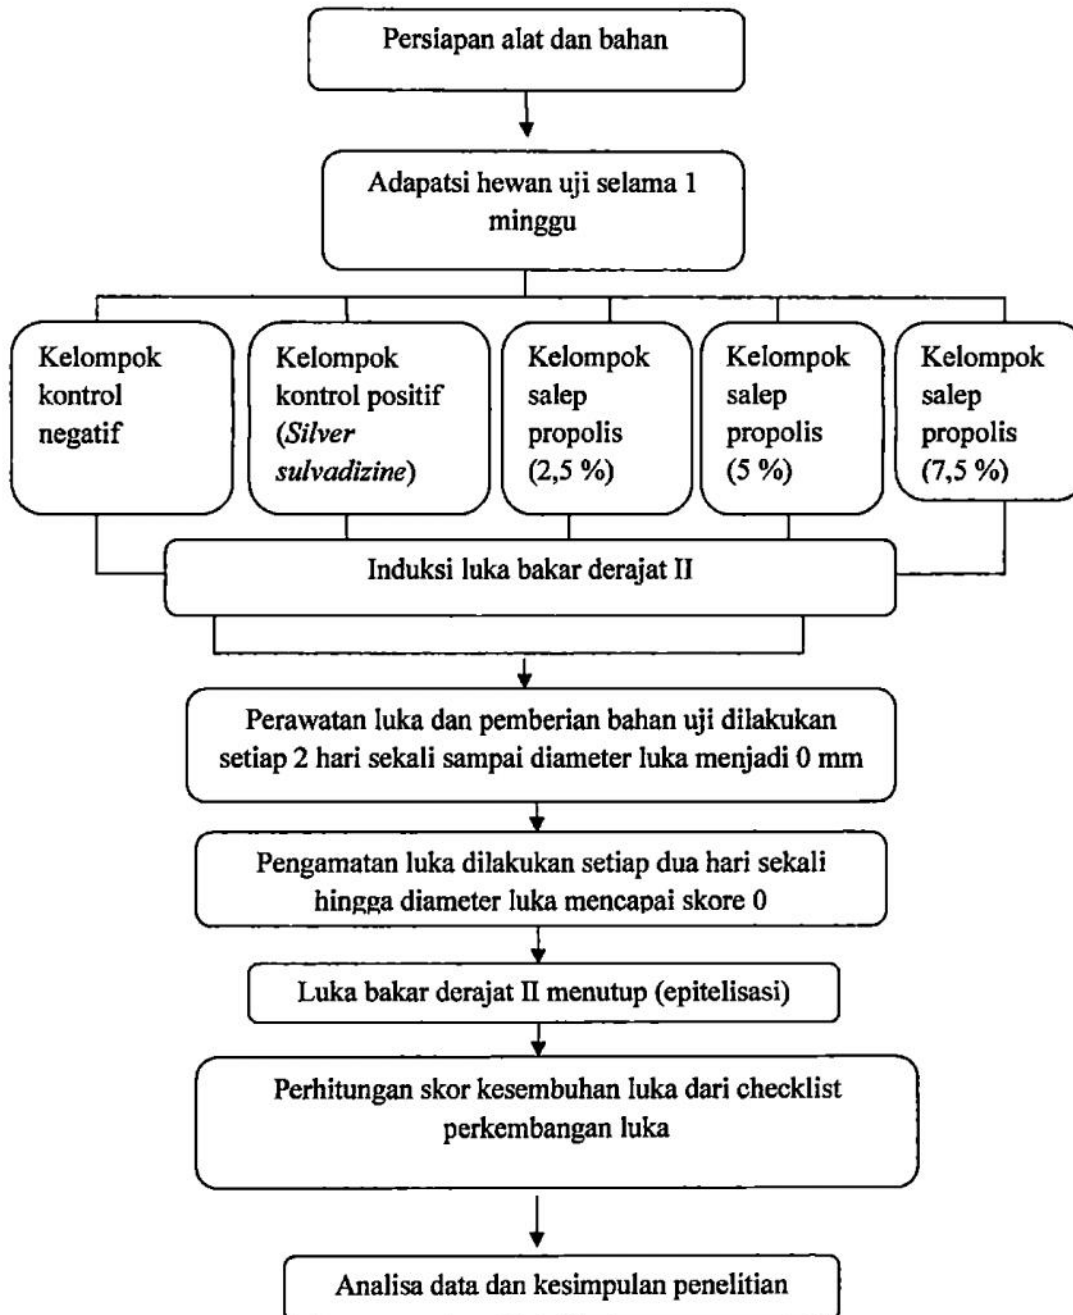 Persiapan alat dan bahan
Adapatsi hewan uji selama 1
minggu
Kelompok
kontrol
negatif
Kelompok
kontrol positif
(Silver
sulvadizine)
Kelompok
salep
propolis
(2,5 %)
Kelompok
salep
propolis
(5 %)
Kelompok
salep
propolis
(7,5 %)
Induksi luka bakar derajat II
Perawatan luka dan pemberian bahan uji dilakukan
setiap 2 hari sekali sampai diameter luka menjadi 0 mm
Pengamatan luka dilakukan setiap dua hari sekali
hingga diameter luka mencapai skore 0
Luka bakar derajat II menutup (epitelisasi)
Perhitungan skor kesembuhan luka dari checklist
perkembangan luka
Analisa data dan kesimpulan penelitian